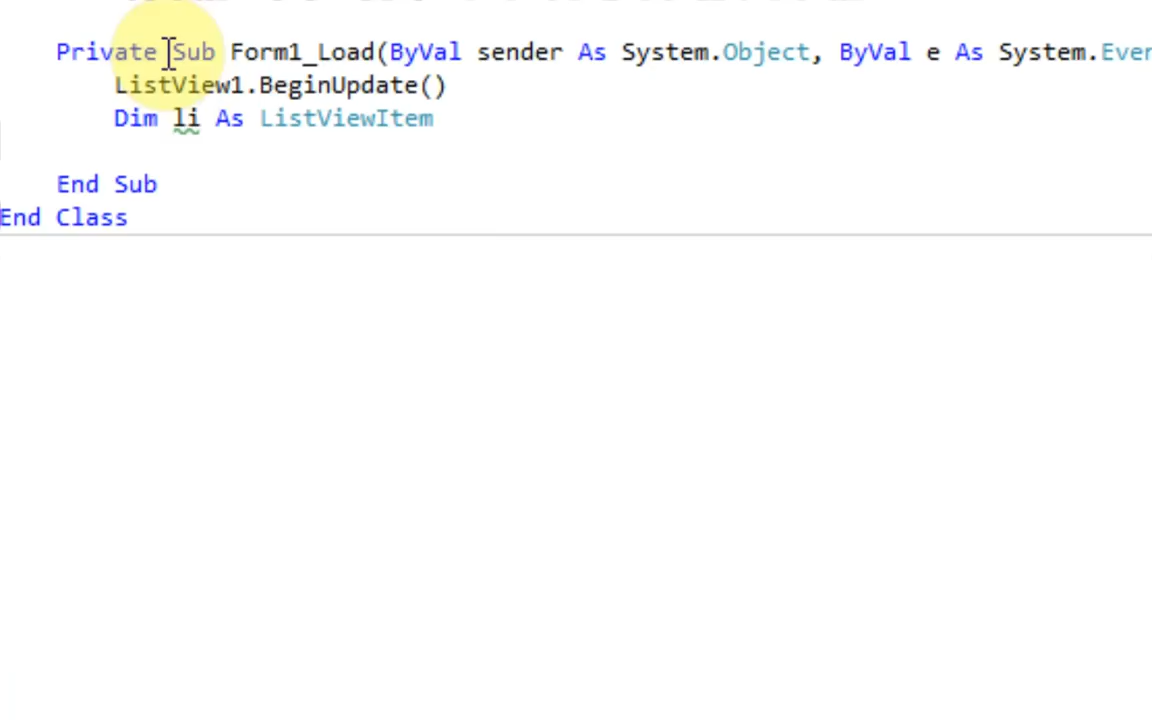 Private Sub Form1_Load(ByVal sender As System.Object, ByVal e As System.Even
ListView1.BeginUpdate()
Dim li As ListViewItem
End Sub
End Class